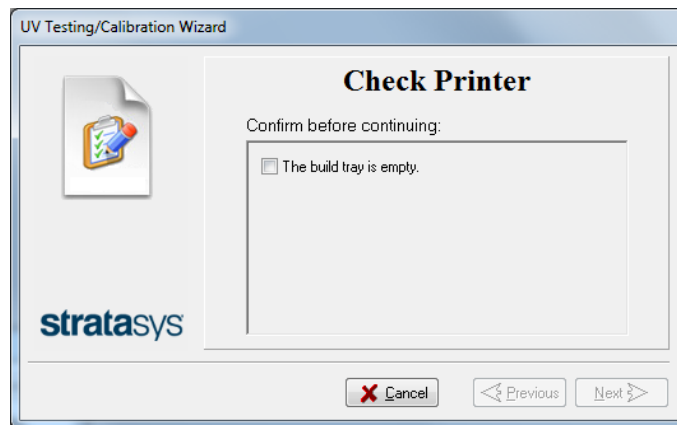 UV Testing/Calibration Wizard
Check Printer
Confirm before continuing:
The build tray is empty.
stratasys
Cancel
Previous
Next